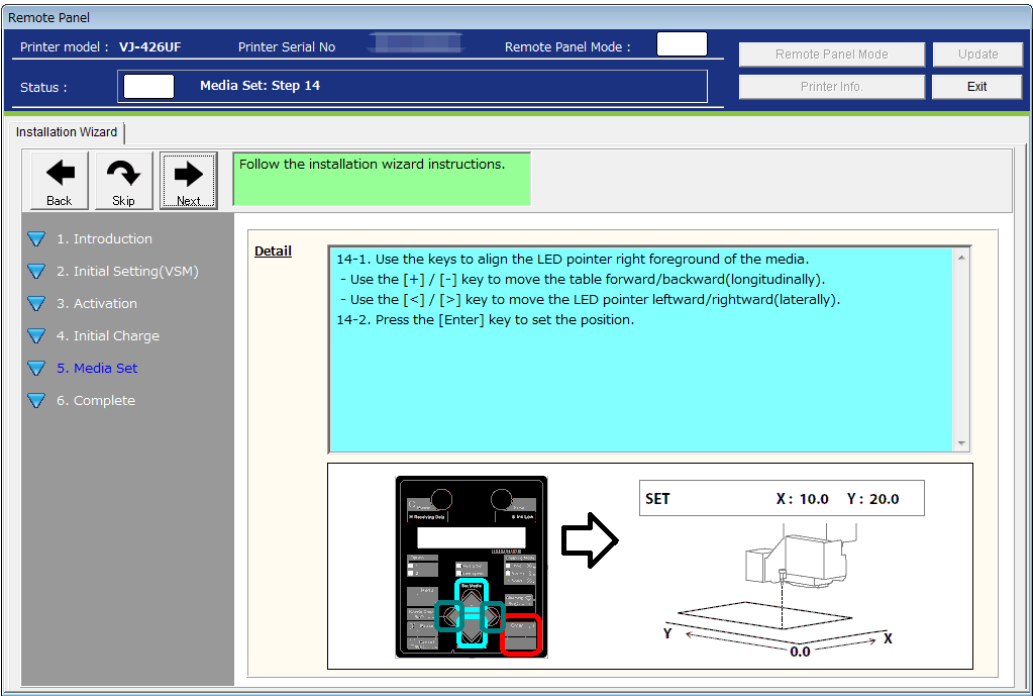 Remote Panel
Printer model : VJ-426UF Printer Serial No Remote Panel Mode :
Remote Panel Mode Update
Status : Media Set: Step 14
Printer Info. Exit
Installation Wizard
Back Skip Next
Follow the installation wizard instructions.
1. Introduction
2. Initial Setting(VSM)
3. Activation
4. Initial Charge
5. Media Set
6. Complete
Detail
14-1. Use the keys to align the LED pointer right foreground of the media.
- Use the [+] / [-] key to move the table forward/backward(longitudinally).
- Use the [<] / [>] key to move the LED pointer leftward/rightward(laterally).
14-2. Press the [Enter] key to set the position.
SET X : 10.0 Y : 20.0
Y X
0.0